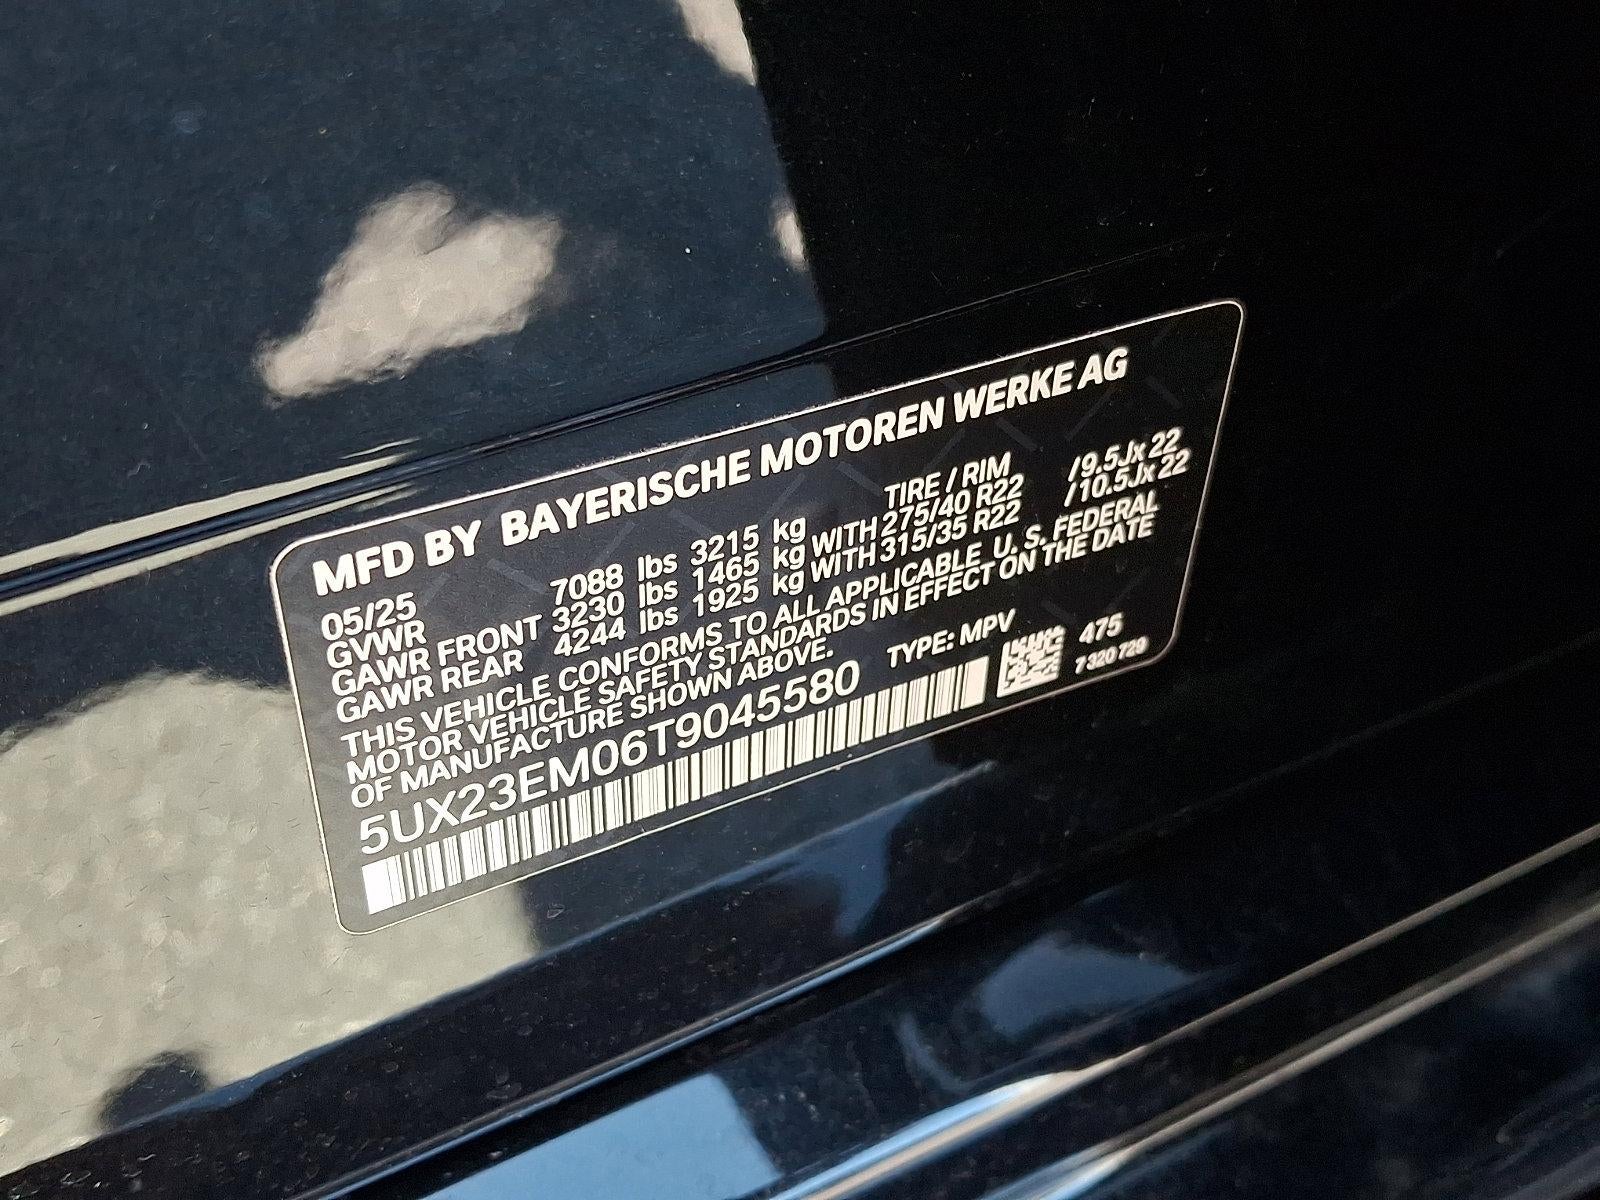 MFD BY BAYERISCHE MOTOREN WERKE AG
05/25 TIRE / RIM
GVWR 7088 lbs 3215 kg
GAWR FRONT 3230 lbs 1465 kg WITH 275/40 R22 /9.5Jx22
GAWR REAR 4244 lbs 1925 kg WITH 315/35 R22 /10.5Jx22
THIS VEHICLE CONFORMS TO ALL APPLICABLE U. S. FEDERAL
MOTOR VEHICLE SAFETY STANDARDS IN EFFECT ON THE DATE
OF MANUFACTURE SHOWN ABOVE.
5UX23EM06T9045580 TYPE: MPV 475
7 320 729